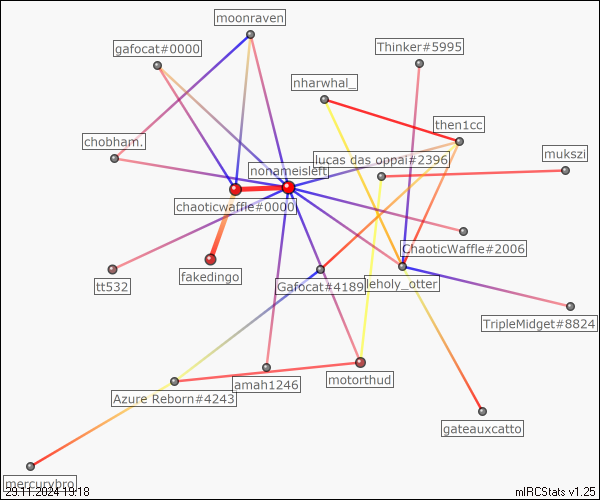 moonraven
gafocat#0000
Thinker#5995
nharwhal_
then1cc
chobham.
nonameisleft
lucas das oppai#2396
mukszi
chaoticwaffle#0000
ChaoticWaffle#2006
fakedingo
tt532
Gafocat#4189
leholy_otter
TripleMidget#8824
amah1246
motorthud
Azure Reborn#4243
gateauxcatto
mercurybro
29.11.2024 19:18
mIRCStats v1.25